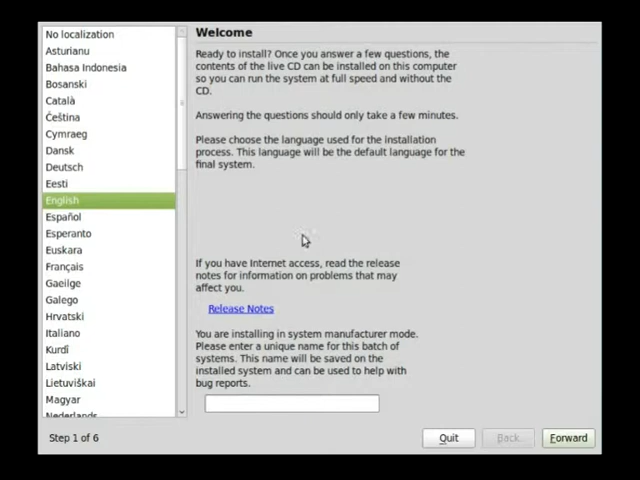 No localization
Asturianu
Bahasa Indonesia
Bosanski
Català
Čeština
Cymraeg
Dansk
Deutsch
Eesti
English
Español
Esperanto
Euskara
Français
Gaeilge
Galego
Hrvatski
Italiano
Kurdî
Latviski
Lietuviškai
Magyar
Nederlands
Welcome
Ready to install? Once you answer a few questions, the
contents of the live CD can be installed on this computer
so you can run the system at full speed and without the
CD.
Answering the questions should only take a few minutes.
Please choose the language used for the installation
process. This language will be the default language for the
final system.
If you have Internet access, read the release
notes for information on problems that may
affect you.
Release Notes
You are installing in system manufacturer mode.
Please enter a unique name for this batch of
systems. This name will be saved on the
installed system and can be used to help with
bug reports.
Step 1 of 6
Quit
Back
Forward